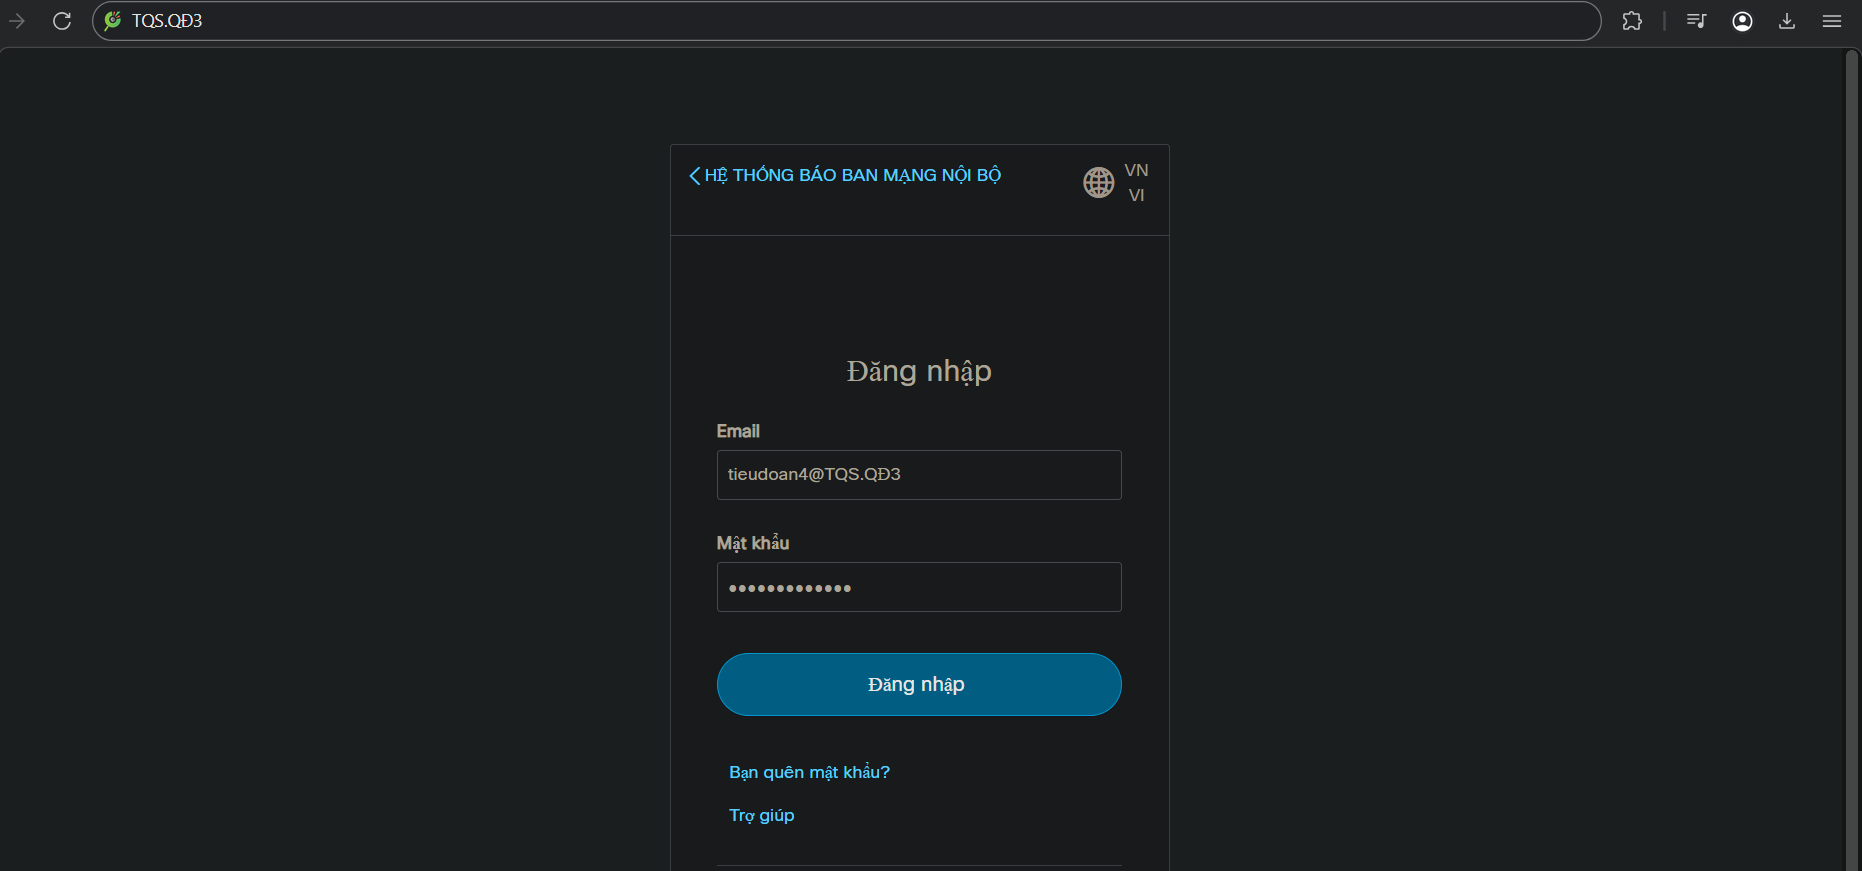 TQS.QĐ3
HỆ THỐNG BÁO BAN MẠNG NỘI BỘ
VN
VI
Đăng nhập
Email
tieudoan4@TQS.QĐ3
Mật khẩu
•••••••••••••
Đăng nhập
Bạn quên mật khẩu?
Trợ giúp